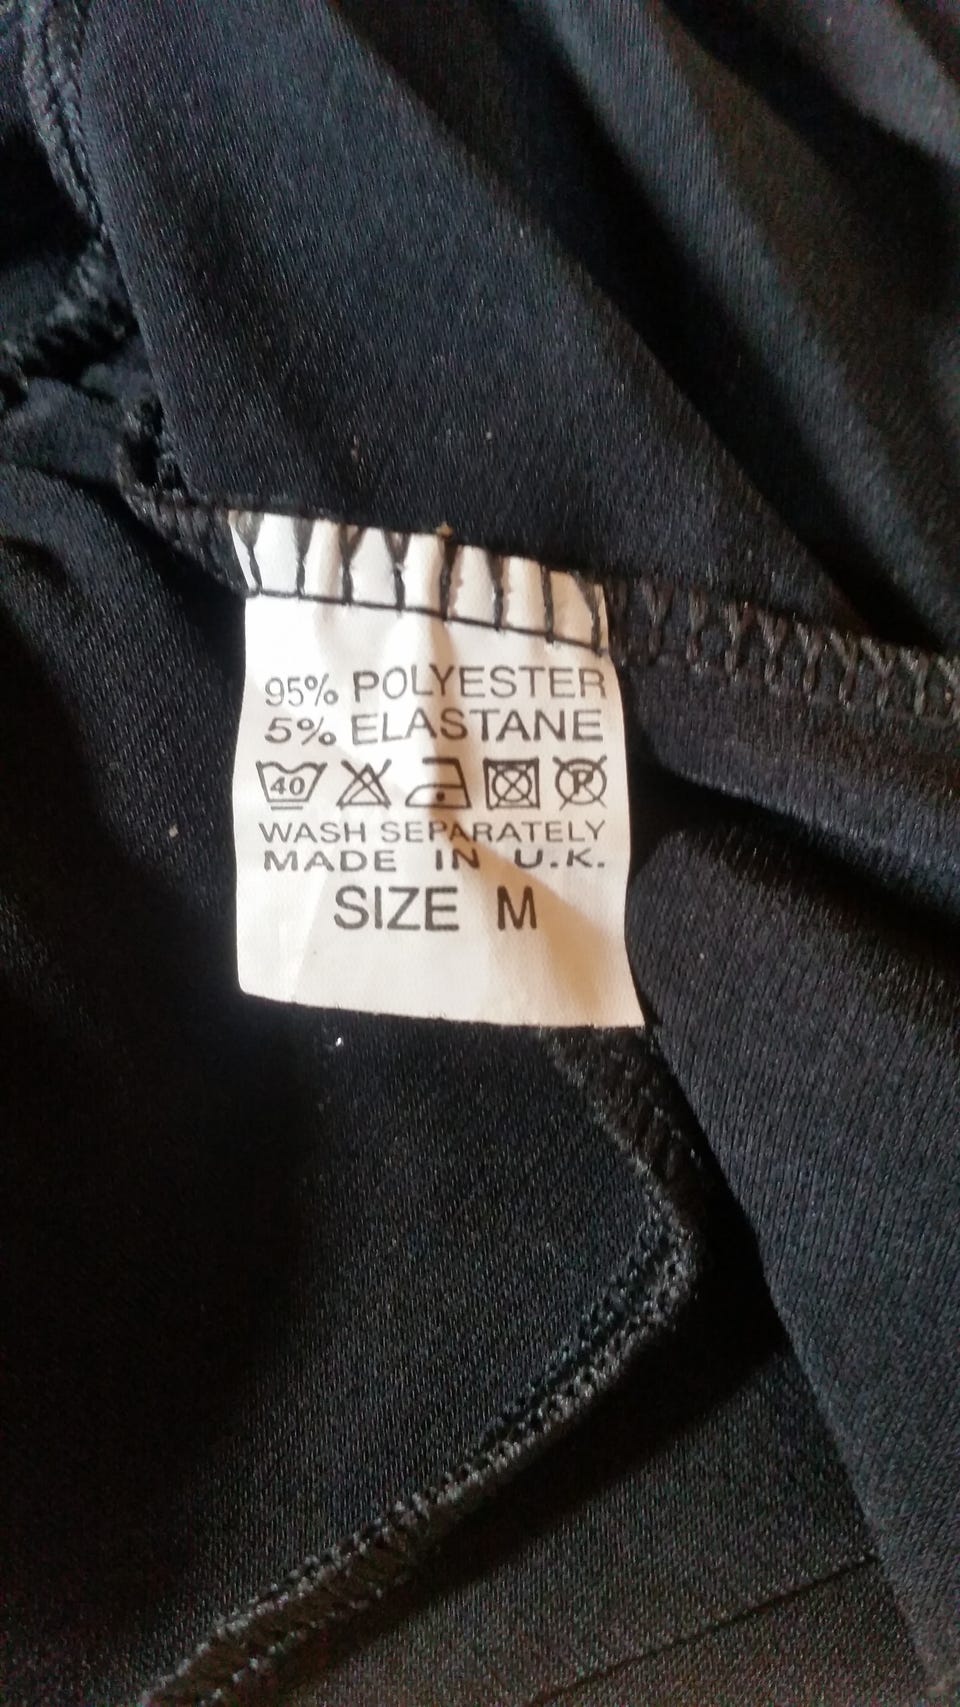 95% POLYESTER
5% ELASTANE
40 P
WASH SEPARATELY
MADE IN U.K.
SIZE M